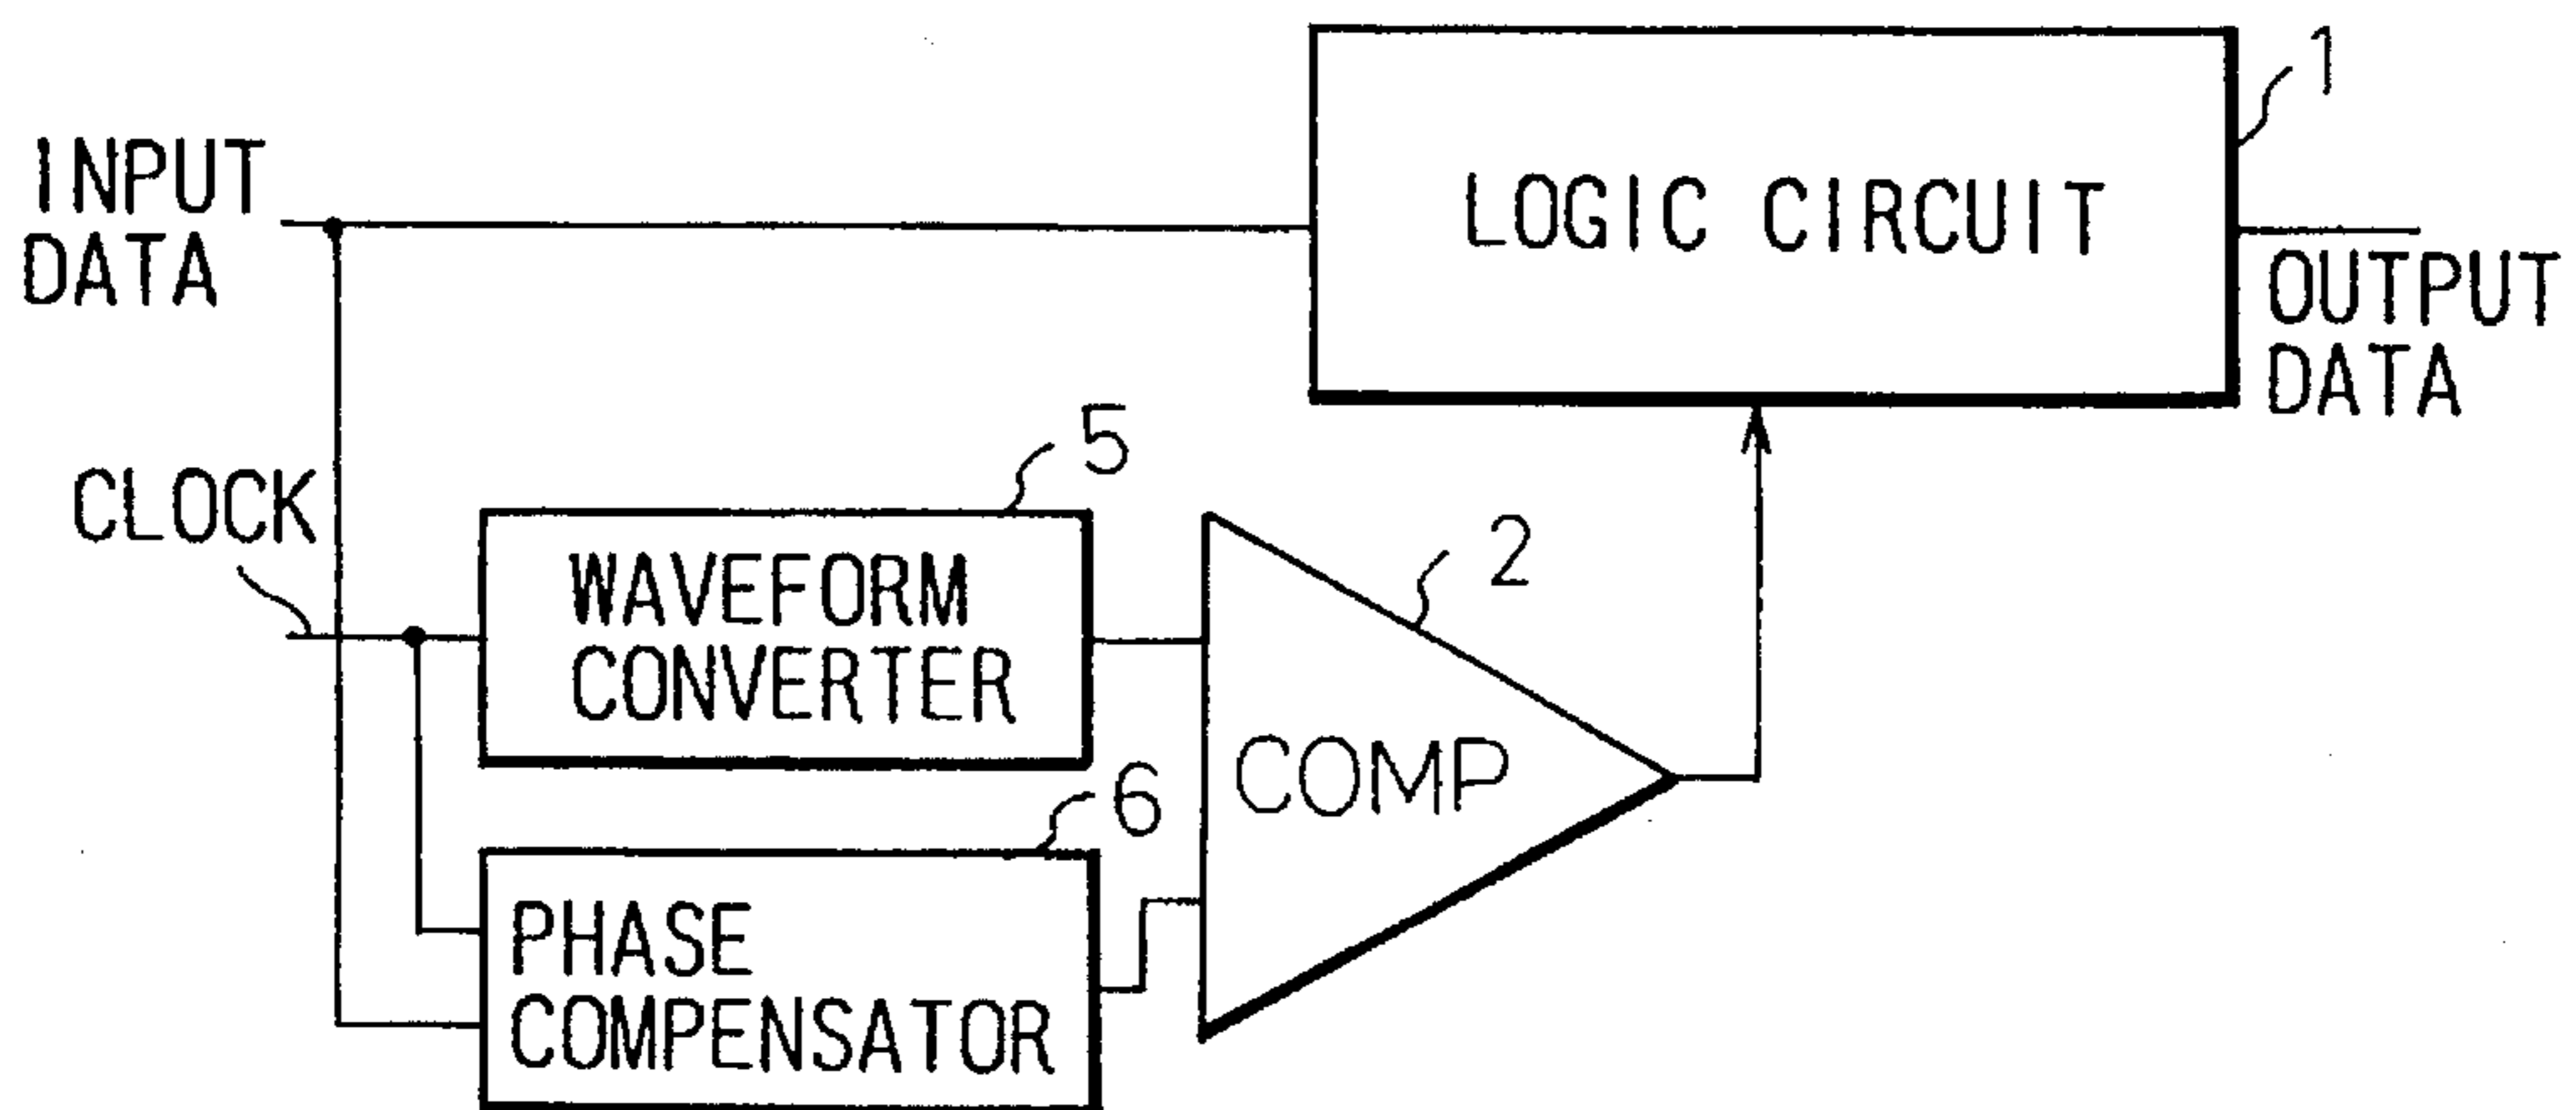 1
INPUT
DATA
LOGIC CIRCUIT
OUTPUT
DATA
5
CLOCK
WAVEFORM
CONVERTER
2
COMP
6
PHASE
COMPENSATOR